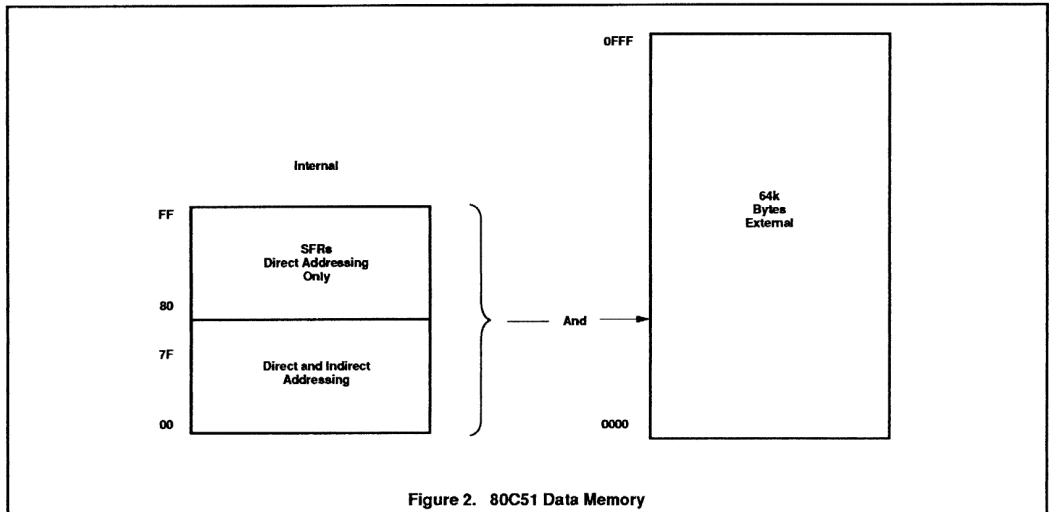 0FFF
Internal
64k
Bytes
External
FF
SFRs
Direct Addressing
Only
80
And
7F
Direct and Indirect
Addressing
00
0000
Figure 2. 80C51 Data Memory